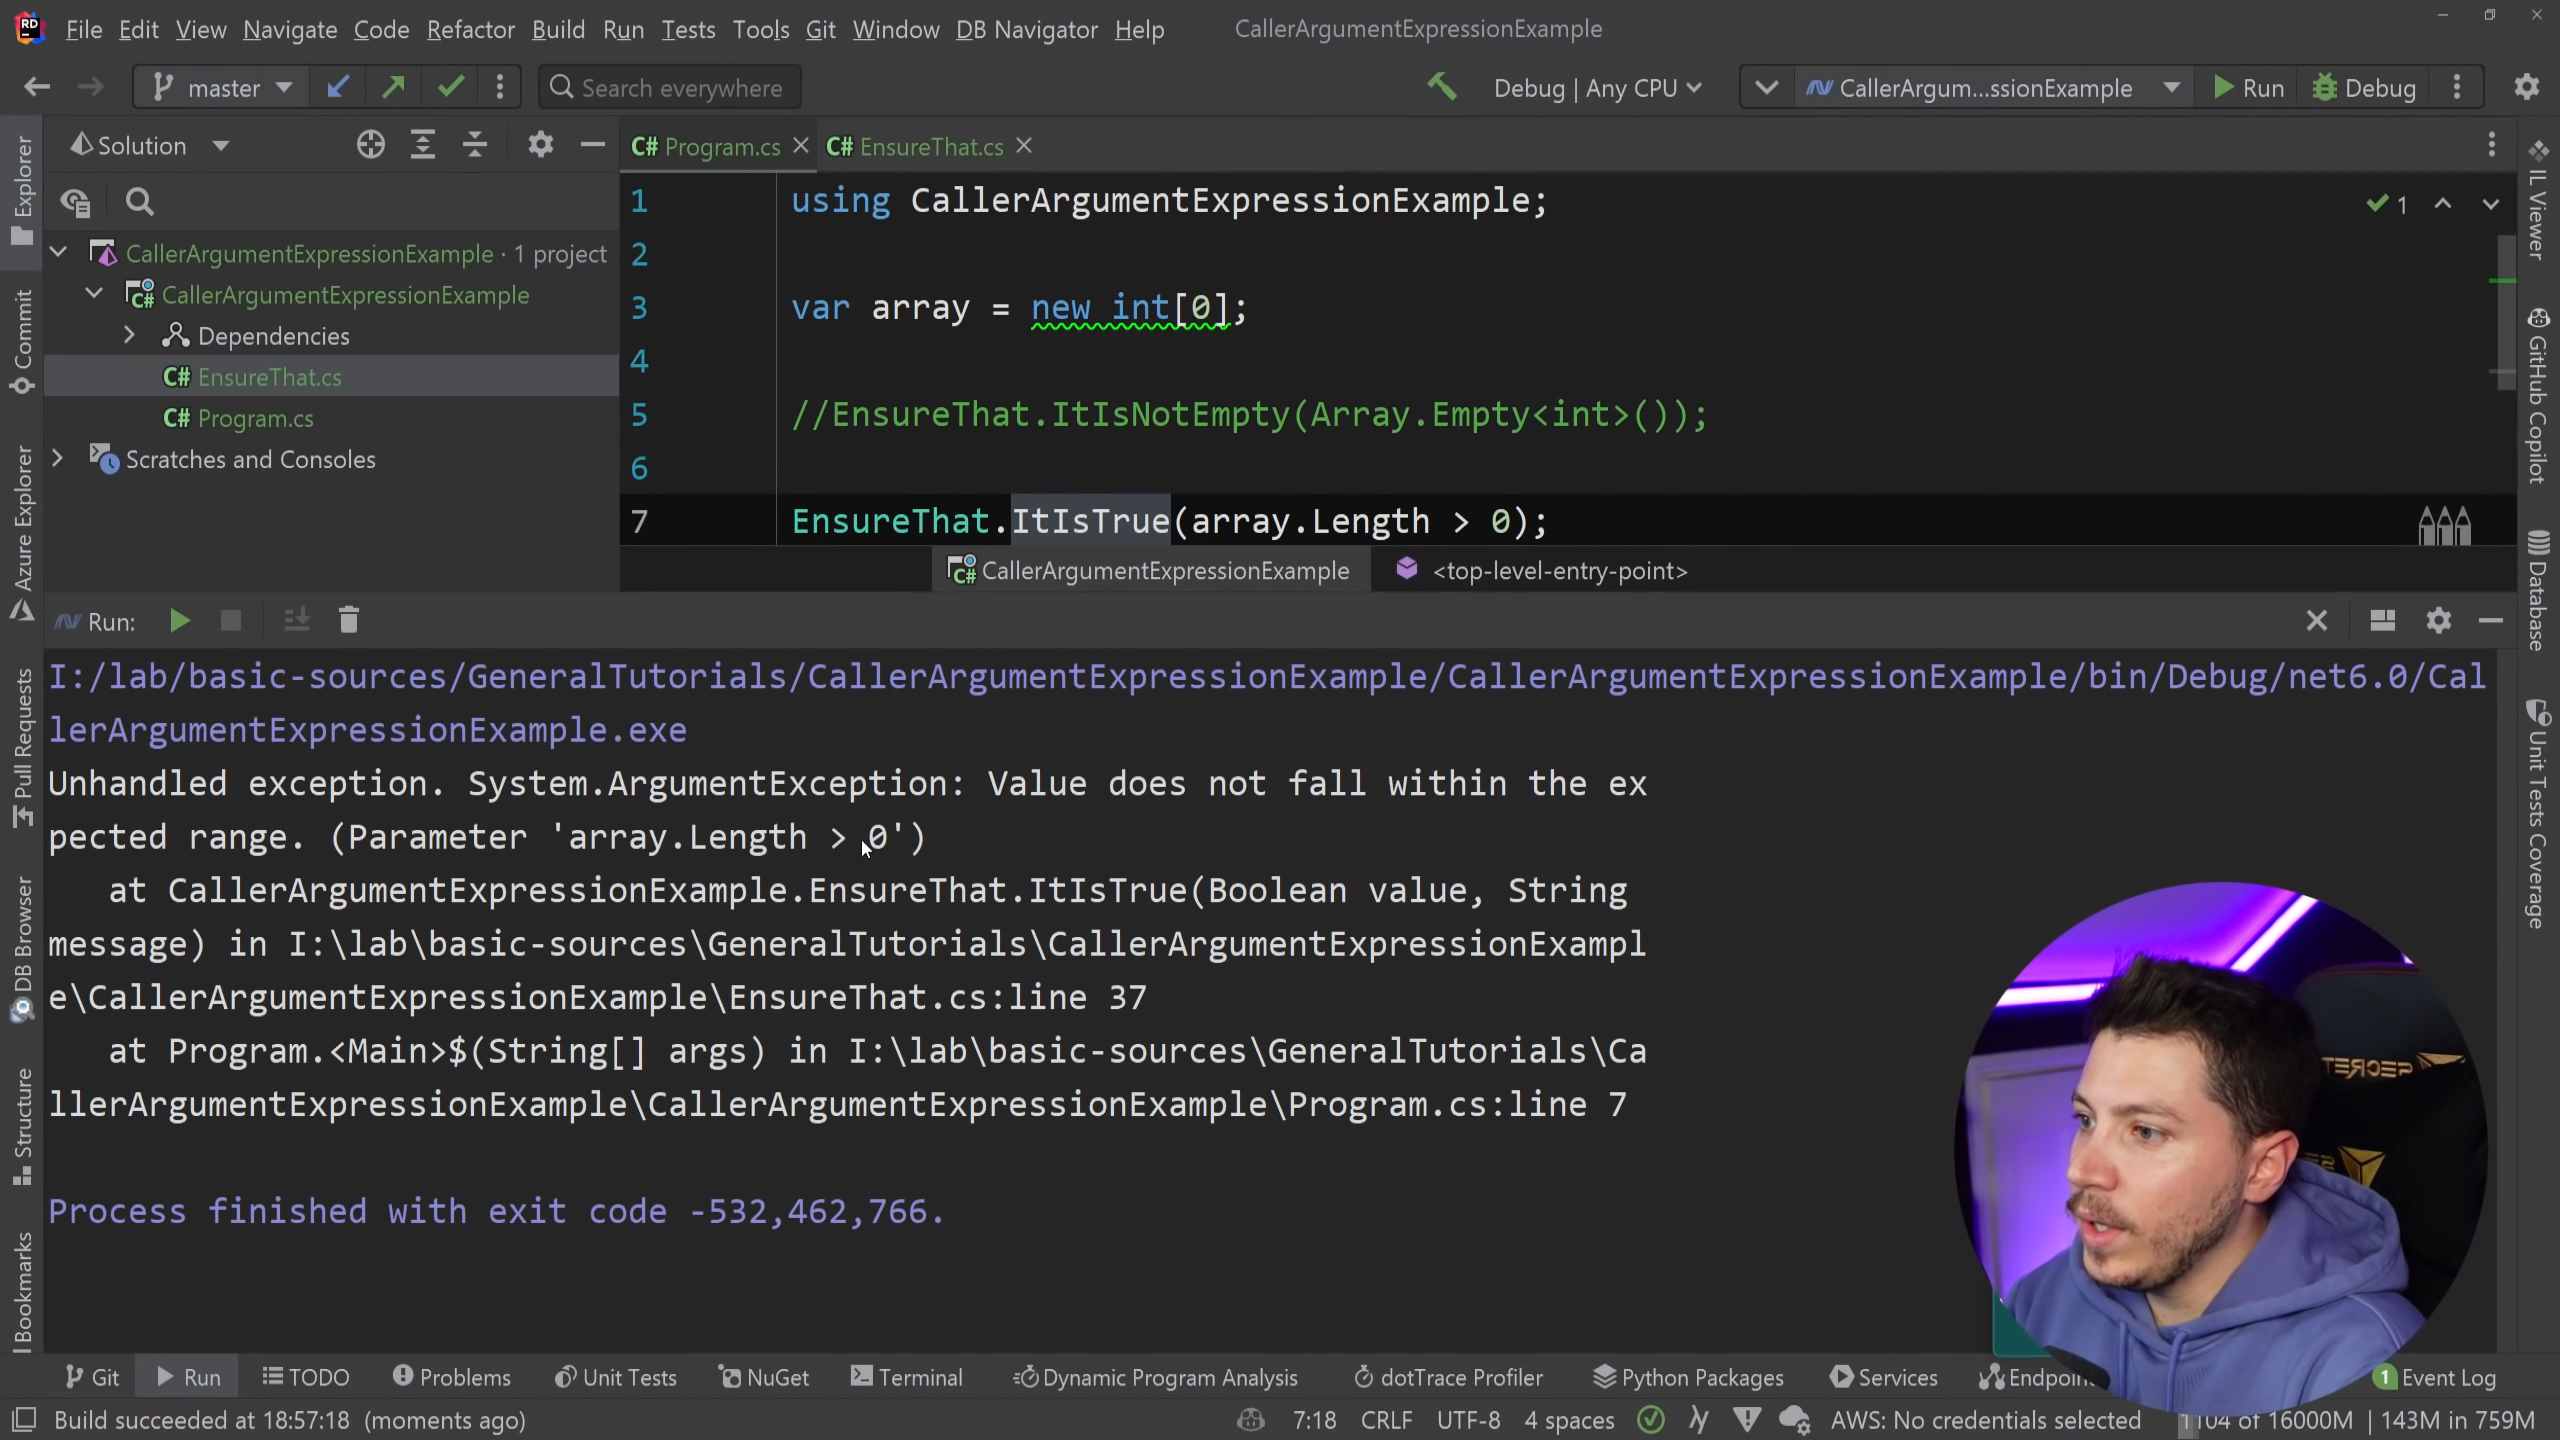 RD File Edit View Navigate Code Refactor Build Run Tests Tools Git Window DB Navigator Help CallerArgumentExpressionExample
master Search everywhere Debug | Any CPU CallerArgum...ssionExample Run Debug
Explorer
Commit
Azure Explorer
Pull Requests
DB Browser
Structure
Bookmarks
Solution
CallerArgumentExpressionExample · 1 project
C# CallerArgumentExpressionExample
Dependencies
C# EnsureThat.cs
C# Program.cs
Scratches and Consoles
C# Program.cs C# EnsureThat.cs
1 using CallerArgumentExpressionExample;
2
3 var array = new int[0];
4
5 //EnsureThat.ItIsNotEmpty(Array.Empty<int>());
6
7 EnsureThat.ItIsTrue(array.Length > 0);
1
C# CallerArgumentExpressionExample <top-level-entry-point>
IL Viewer
GitHub Copilot
Database
Unit Tests Coverage
Run:
I:/lab/basic-sources/GeneralTutorials/CallerArgumentExpressionExample/CallerArgumentExpressionExample/bin/Debug/net6.0/Cal
lerArgumentExpressionExample.exe
Unhandled exception. System.ArgumentException: Value does not fall within the ex
pected range. (Parameter 'array.Length > 0')
at CallerArgumentExpressionExample.EnsureThat.ItIsTrue(Boolean value, String
message) in I:\lab\basic-sources\GeneralTutorials\CallerArgumentExpressionExampl
e\CallerArgumentExpressionExample\EnsureThat.cs:line 37
at Program.<Main>$(String[] args) in I:\lab\basic-sources\GeneralTutorials\Ca
llerArgumentExpressionExample\CallerArgumentExpressionExample\Program.cs:line 7
Process finished with exit code -532,462,766.
Git Run TODO Problems Unit Tests NuGet Terminal Dynamic Program Analysis dotTrace Profiler Python Packages Services 1 Event Log
Build succeeded at 18:57:18 (moments ago) 7:18 CRLF UTF-8 4 spaces AWS: No credentials selected of 16000M | 143M in 759M